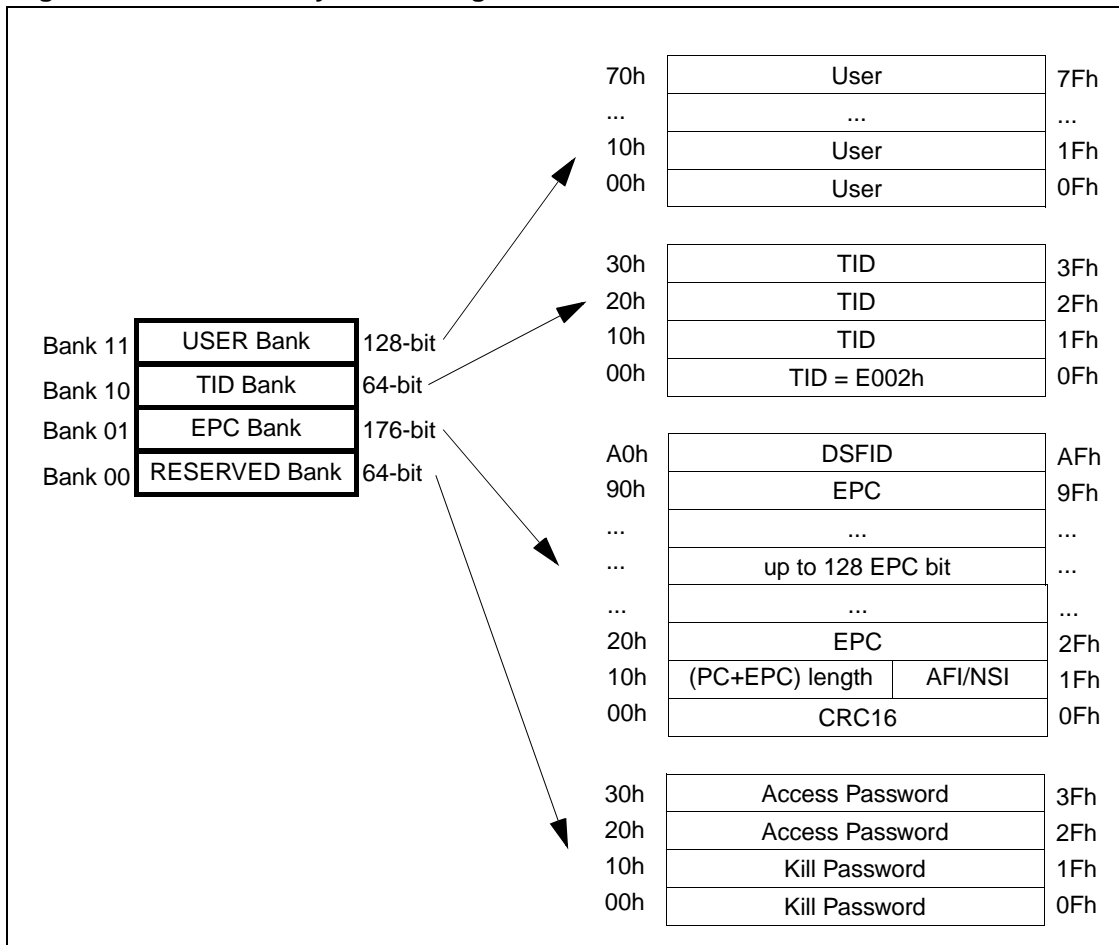 70h User 7Fh
... ... ...
10h User 1Fh
00h User 0Fh
30h TID 3Fh
20h TID 2Fh
10h TID 1Fh
00h TID = E002h 0Fh
Bank 11 USER Bank 128-bit
Bank 10 TID Bank 64-bit
Bank 01 EPC Bank 176-bit
Bank 00 RESERVED Bank 64-bit
A0h DSFID AFh
90h EPC 9Fh
... ... ...
... up to 128 EPC bit ...
... ... ...
20h EPC 2Fh
10h (PC+EPC) length AFI/NSI 1Fh
00h CRC16 0Fh
30h Access Password 3Fh
20h Access Password 2Fh
10h Kill Password 1Fh
00h Kill Password 0Fh